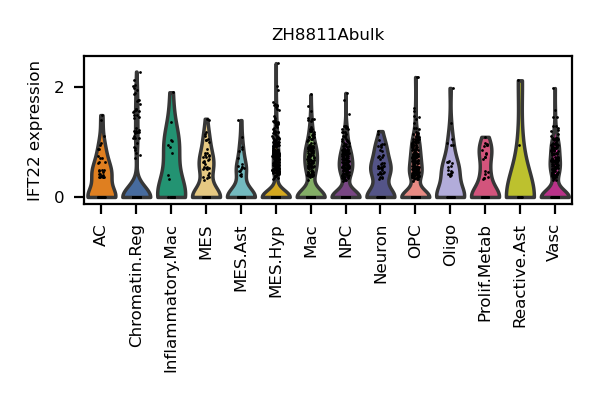 ZH8811Abulk
IFT22 expression
2
0
AC
Chromatin.Reg
Inflammatory.Mac
MES
MES.Ast
MES.Hyp
Mac
NPC
Neuron
OPC
Oligo
Prolif.Metab
Reactive.Ast
Vasc